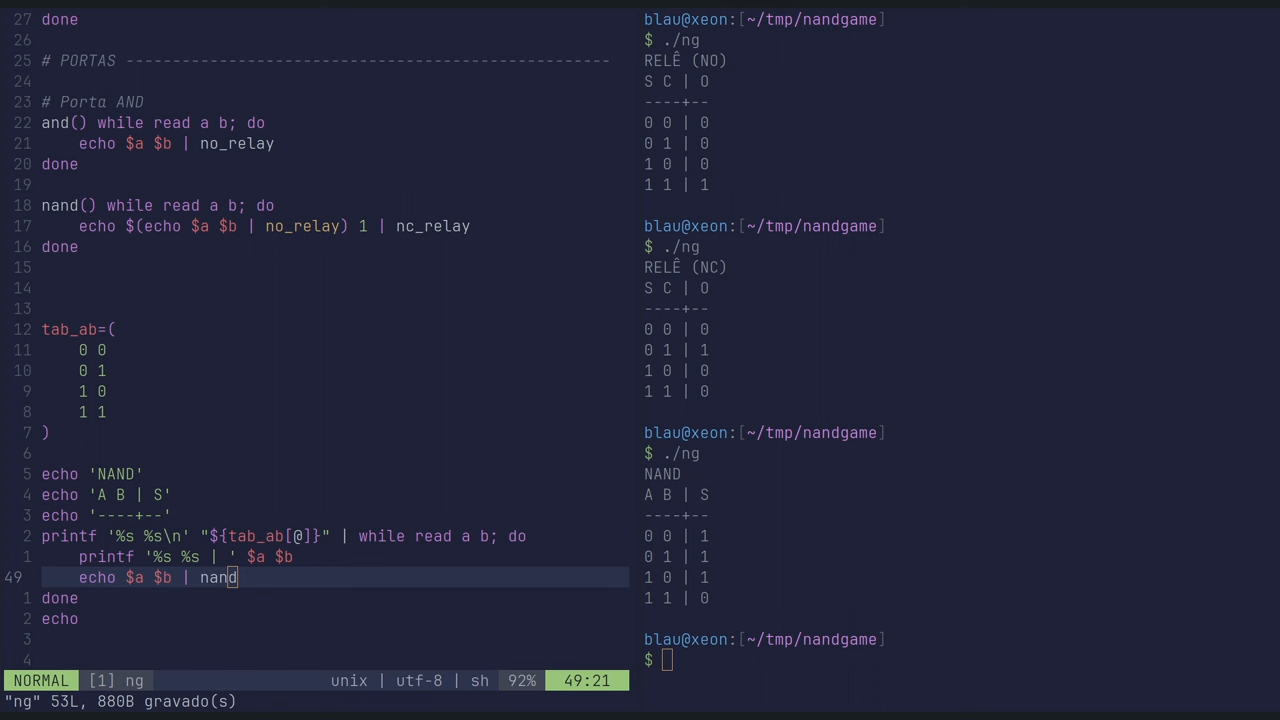 27 done
26
25 # PORTAS ----------------------------------------------------
24
23 # Porta AND
22 and() while read a b; do
21     echo $a $b | no_relay
20 done
19
18 nand() while read a b; do
17     echo $(echo $a $b | no_relay) 1 | nc_relay
16 done
15
14
13
12 tab_ab=(
11     0 0
10     0 1
9     1 0
8     1 1
7 )
6
5 echo 'NAND'
4 echo 'A B | S'
3 echo '----+--'
2 printf '%s %s\n' "${tab_ab[@]}" | while read a b; do
1     printf '%s %s | ' $a $b
49     echo $a $b | nand
1 done
2 echo
3
4
NORMAL [1] ng unix | utf-8 | sh 92% 49:21
"ng" 53L, 880B gravado(s)
blau@xeon:[~/tmp/nandgame]
$ ./ng
RELÊ (NO)
S C | O
----+--
0 0 | 0
0 1 | 0
1 0 | 0
1 1 | 1
blau@xeon:[~/tmp/nandgame]
$ ./ng
RELÊ (NC)
S C | O
----+--
0 0 | 0
0 1 | 1
1 0 | 0
1 1 | 0
blau@xeon:[~/tmp/nandgame]
$ ./ng
NAND
A B | S
----+--
0 0 | 1
0 1 | 1
1 0 | 1
1 1 | 0
blau@xeon:[~/tmp/nandgame]
$